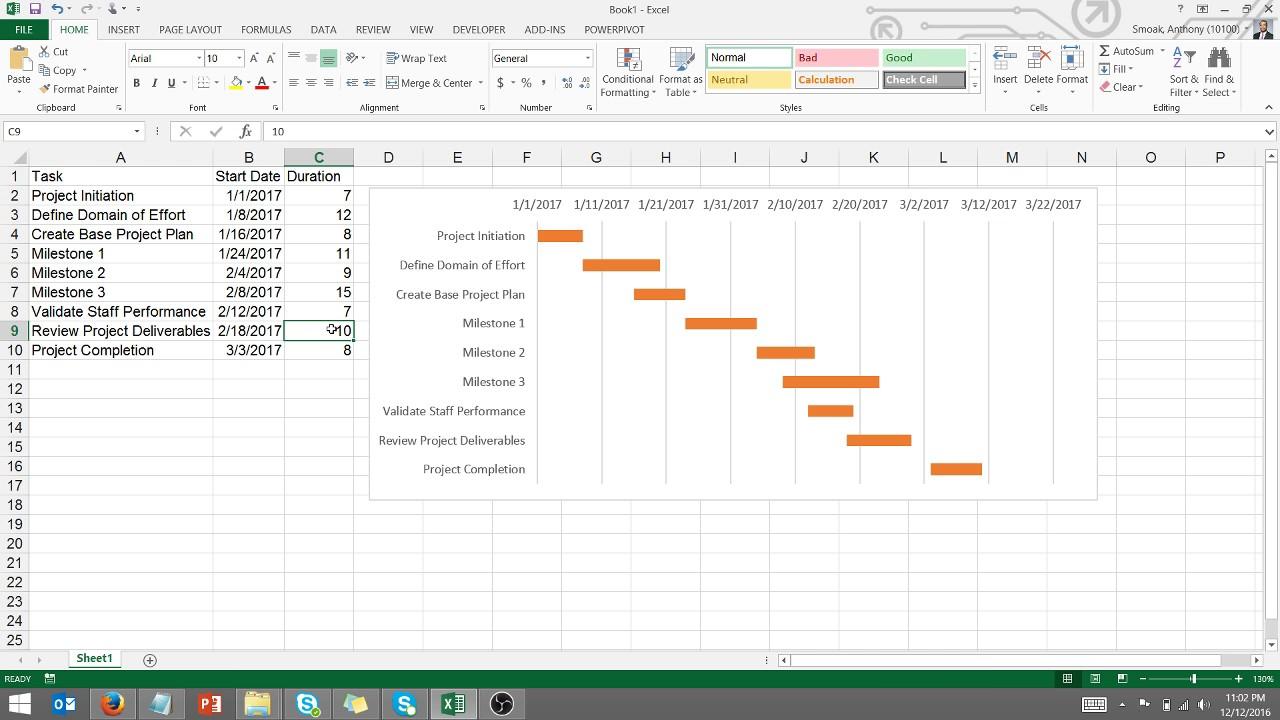 Book1 - Excel
FILE HOME INSERT PAGE LAYOUT FORMULAS DATA REVIEW VIEW DEVELOPER ADD-INS POWERPIVOT Smoak, Anthony (10100)
Paste Cut Copy Format Painter
Arial 10
B I U
Wrap Text
Merge & Center
General
$ % ,
Conditional Formatting Format as Table
Normal Bad Good
Neutral Calculation Check Cell
Insert Delete Format
AutoSum
Fill
Clear
Sort & Filter Find & Select
Clipboard Font Alignment Number Styles Cells Editing
C9 fx 10
A B C D E F G H I J K L M N O P
1 Task Start Date Duration
2 Project Initiation 1/1/2017 7
3 Define Domain of Effort 1/8/2017 12
4 Create Base Project Plan 1/16/2017 8
5 Milestone 1 1/24/2017 11
6 Milestone 2 2/4/2017 9
7 Milestone 3 2/8/2017 15
8 Validate Staff Performance 2/12/2017 7
9 Review Project Deliverables 2/18/2017 10
10 Project Completion 3/3/2017 8
11
12
13
14
15
16
17
18
19
20
21
22
23
24
25
1/1/2017 1/11/2017 1/21/2017 1/31/2017 2/10/2017 2/20/2017 3/2/2017 3/12/2017 3/22/2017
Project Initiation
Define Domain of Effort
Create Base Project Plan
Milestone 1
Milestone 2
Milestone 3
Validate Staff Performance
Review Project Deliverables
Project Completion
Sheet1
READY 130%
11:02 PM
12/12/2016